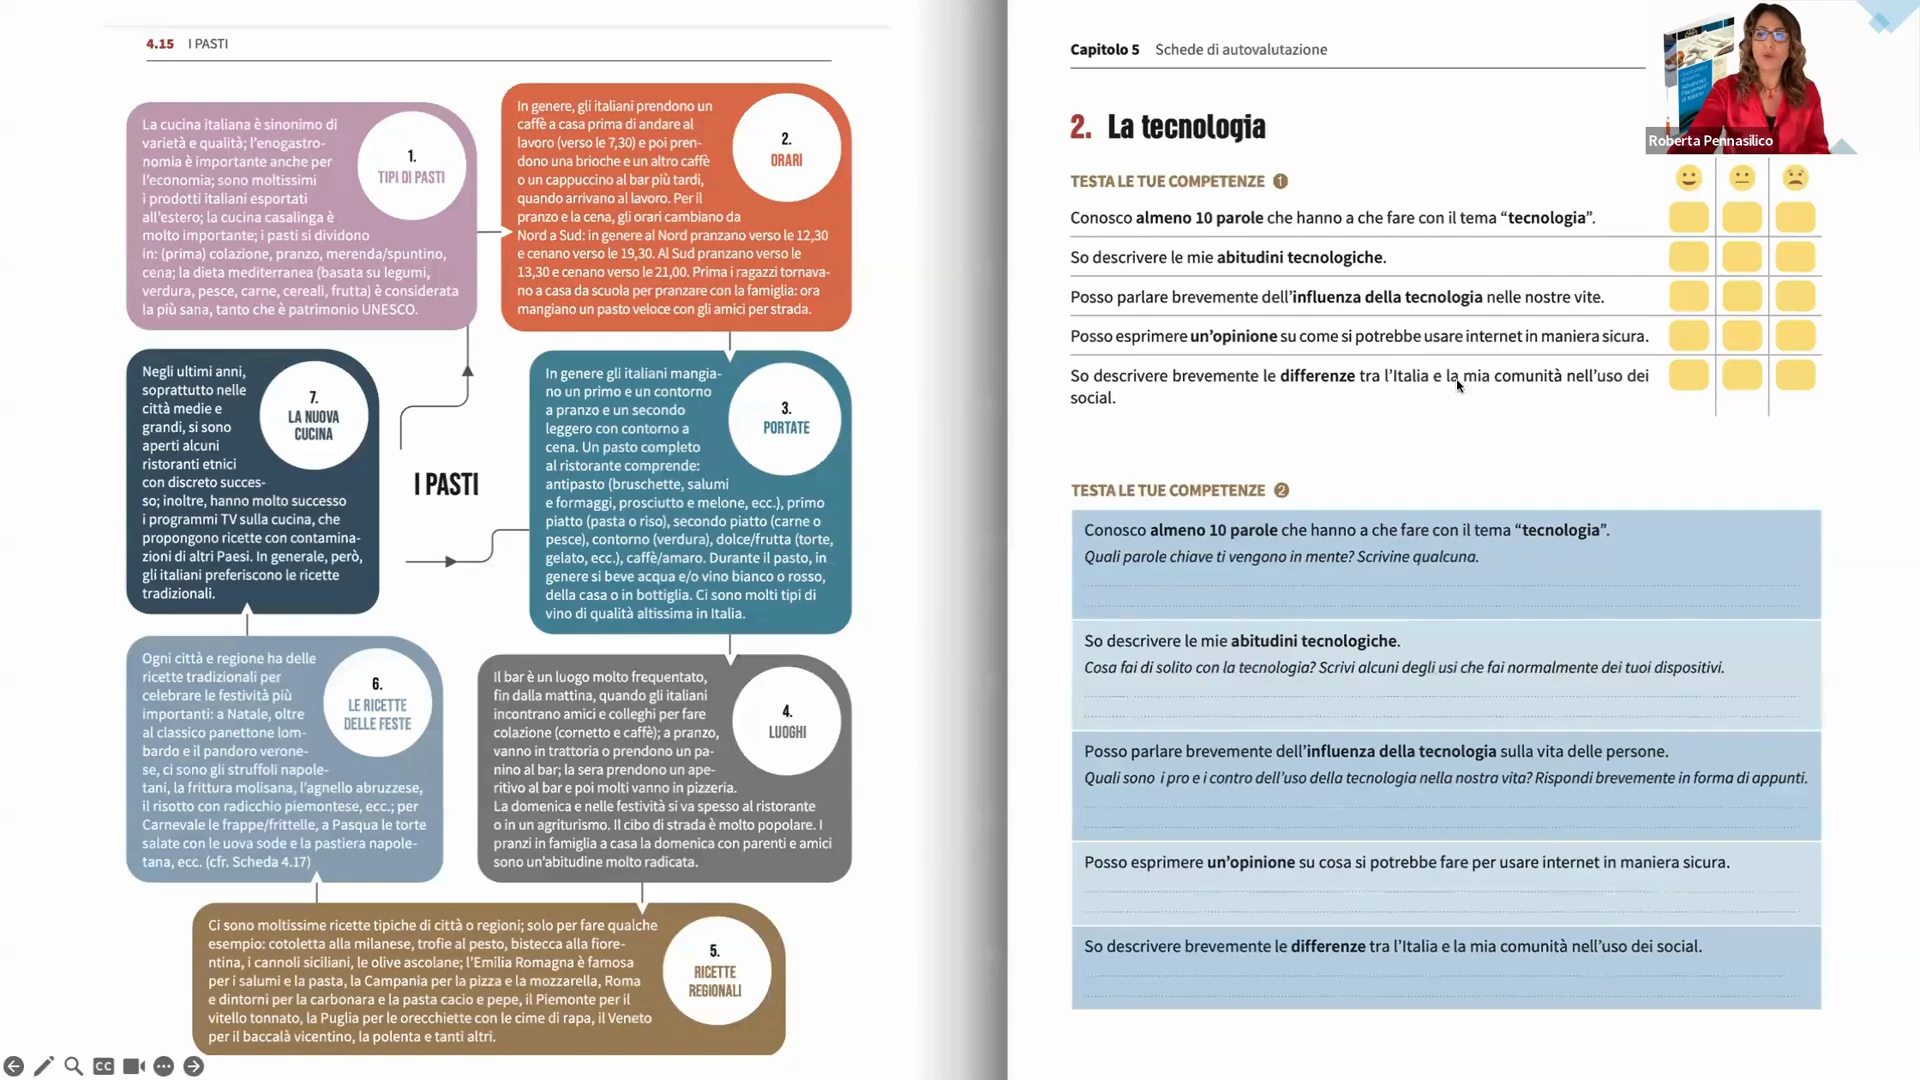 4.15 I PASTI
La cucina italiana è sinonimo di
varietà e qualità; l'enogastro-
nomia è importante anche per
l'economia; sono moltissimi
i prodotti italiani esportati
all'estero; la cucina casalinga è
molto importante; i pasti si dividono
in: (prima) colazione, pranzo, merenda/spuntino,
cena; la dieta mediterranea (basata su legumi,
verdura, pesce, carne, cereali, frutta) è considerata
la più sana, tanto che è patrimonio UNESCO.
1.
TIPI DI PASTI
In genere, gli italiani prendono un
caffè a casa prima di andare al
lavoro (verso le 7,30) e poi pren-
dono una brioche e un altro caffè
o un cappuccino al bar più tardi,
quando arrivano al lavoro. Per il
pranzo e la cena, gli orari cambiano da
Nord a Sud: in genere al Nord pranzano verso le 12,30
e cenano verso le 19,30. Al Sud pranzano verso le
13,30 e cenano verso le 21,00. Prima i ragazzi tornava-
no a casa da scuola per pranzare con la famiglia: ora
mangiano un pasto veloce con gli amici per strada.
2.
ORARI
In genere gli italiani mangia-
no un primo e un contorno
a pranzo e un secondo
leggero con contorno a
cena. Un pasto completo
al ristorante comprende:
antipasto (bruschette, salumi
e formaggi, prosciutto e melone, ecc.), primo
piatto (pasta o riso), secondo piatto (carne o
pesce), contorno (verdura), dolce/frutta (torte,
gelato, ecc.), caffè/amaro. Durante il pasto, in
genere si beve acqua e/o vino bianco o rosso,
della casa o in bottiglia. Ci sono molti tipi di
vino di qualità altissima in Italia.
3.
PORTATE
I PASTI
Il bar è un luogo molto frequentato,
fin dalla mattina, quando gli italiani
incontrano amici e colleghi per fare
colazione (cornetto e caffè); a pranzo,
vanno in trattoria o prendono un pa-
nino al bar; la sera prendono un ape-
ritivo al bar e poi molti vanno in pizzeria.
La domenica e nelle festività si va spesso al ristorante
o in un agriturismo. Il cibo di strada è molto popolare. I
pranzi in famiglia a casa la domenica con parenti e amici
sono un'abitudine molto radicata.
4.
LUOGHI
Ci sono moltissime ricette tipiche di città o regioni; solo per fare qualche
esempio: cotoletta alla milanese, trofie al pesto, bistecca alla fiore-
ntina, i cannoli siciliani, le olive ascolane; l'Emilia Romagna è famosa
per i salumi e la pasta, la Campania per la pizza e la mozzarella, Roma
e dintorni per la carbonara e la pasta cacio e pepe, il Piemonte per il
vitello tonnato, la Puglia per le orecchiette con le cime di rapa, il Veneto
per il baccalà vicentino, la polenta e tanti altri.
5.
RICETTE
REGIONALI
Ogni città e regione ha delle
ricette tradizionali per
celebrare le festività più
importanti: a Natale, oltre
al classico panettone lom-
bardo e il pandoro verone-
se, ci sono gli struffoli napole-
tani, la frittura molisana, l'agnello abruzzese,
il risotto con radicchio piemontese, ecc.; per
Carnevale le frappe/frittelle, a Pasqua le torte
salate con le uova sode e la pastiera napole-
tana, ecc. (cfr. Scheda 4.17)
6.
LE RICETTE
DELLE FESTE
Negli ultimi anni,
soprattutto nelle
città medie e
grandi, si sono
aperti alcuni
ristoranti etnici
con discreto succes-
so; inoltre, hanno molto successo
i programmi TV sulla cucina, che
propongono ricette con contamina-
zioni di altri Paesi. In generale, però,
gli italiani preferiscono le ricette
tradizionali.
7.
LA NUOVA
CUCINA
CC
Capitolo 5 Schede di autovalutazione
2. La tecnologia
TESTA LE TUE COMPETENZE 1
Conosco almeno 10 parole che hanno a che fare con il tema “tecnologia”.
So descrivere le mie abitudini tecnologiche.
Posso parlare brevemente dell'influenza della tecnologia nelle nostre vite.
Posso esprimere un'opinione su come si potrebbe usare internet in maniera sicura.
So descrivere brevemente le differenze tra l'Italia e la mia comunità nell'uso dei
social.
TESTA LE TUE COMPETENZE 2
Conosco almeno 10 parole che hanno a che fare con il tema “tecnologia”.
Quali parole chiave ti vengono in mente? Scrivine qualcuna.
So descrivere le mie abitudini tecnologiche.
Cosa fai di solito con la tecnologia? Scrivi alcuni degli usi che fai normalmente dei tuoi dispositivi.
Posso parlare brevemente dell'influenza della tecnologia sulla vita delle persone.
Quali sono i pro e i contro dell'uso della tecnologia nella nostra vita? Rispondi brevemente in forma di appunti.
Posso esprimere un'opinione su cosa si potrebbe fare per usare internet in maniera sicura.
So descrivere brevemente le differenze tra l'Italia e la mia comunità nell'uso dei social.
Roberta Pennasilico